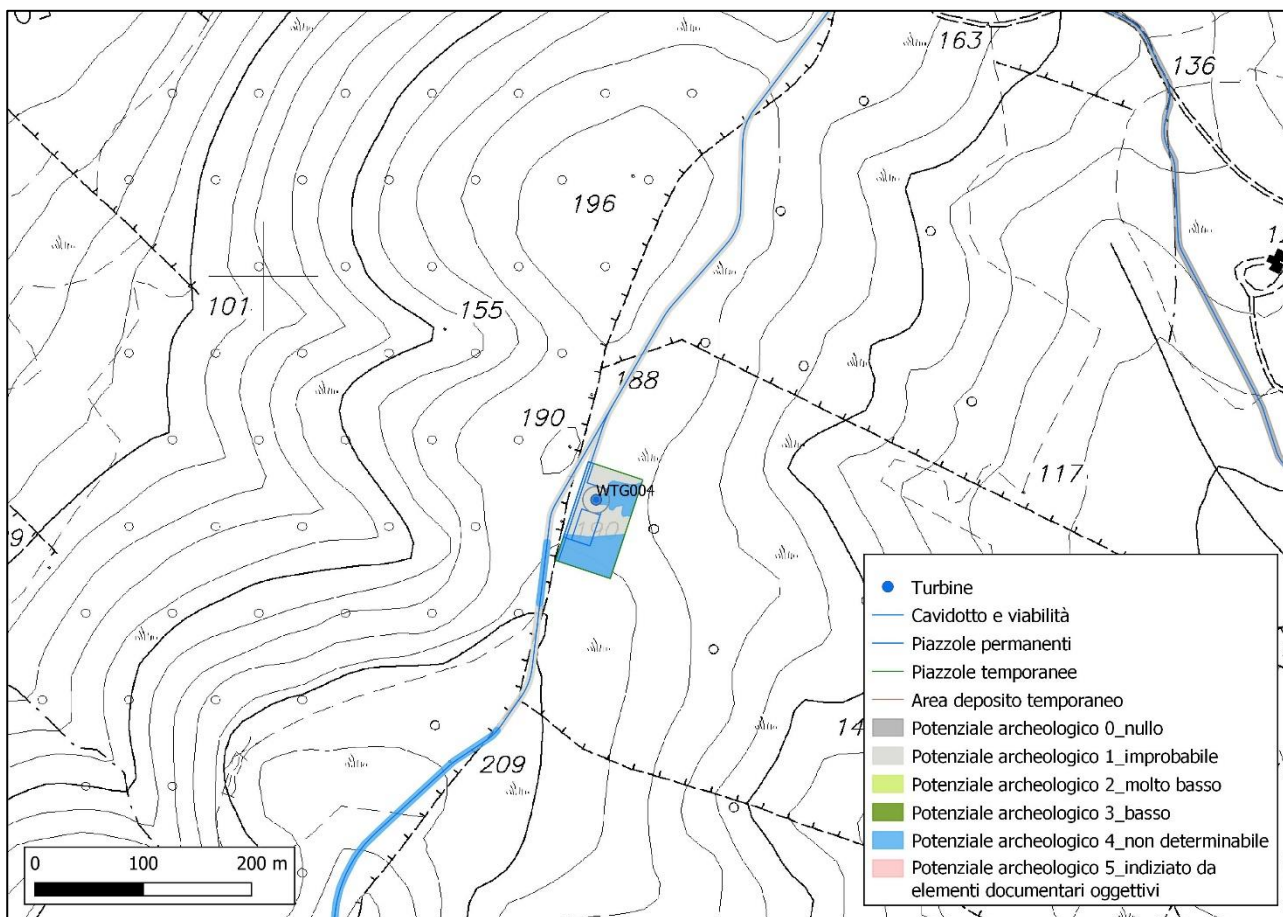 163
136
196
101
155
188
190
117
WTG004
190
209
Turbine
Cavidotto e viabilità
Piazzole permanenti
Piazzole temporanee
Area deposito temporaneo
Potenziale archeologico 0_nullo
Potenziale archeologico 1_improbabile
Potenziale archeologico 2_molto basso
Potenziale archeologico 3_basso
Potenziale archeologico 4_non determinabile
Potenziale archeologico 5_indiziato da
elementi documentari oggettivi
0 100 200 m